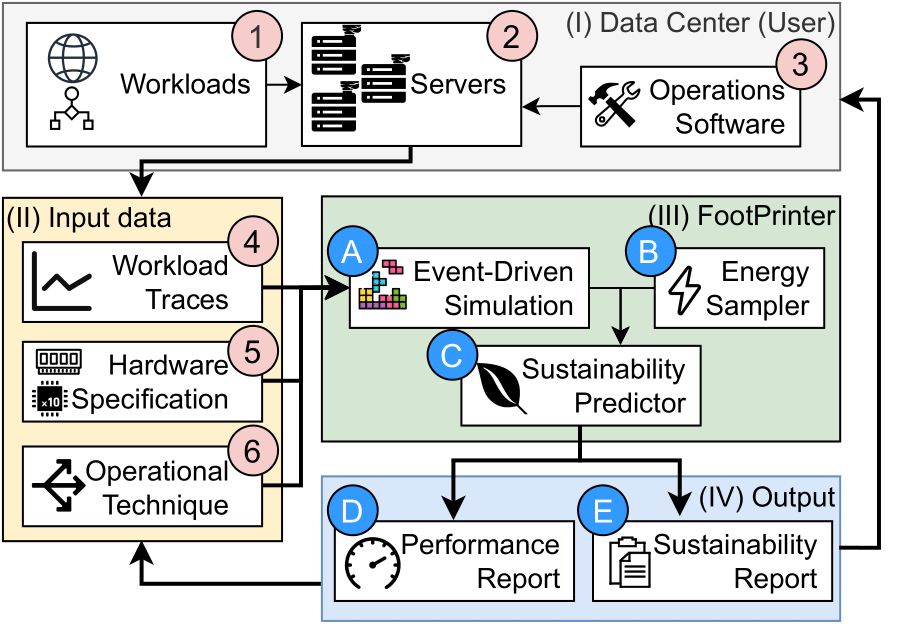 (I) Data Center (User)
1
Workloads
2
Servers
3
Operations
Software
(II) Input data
4
Workload
Traces
5
Hardware
Specification
x10
6
Operational
Technique
(III) FootPrinter
A
Event-Driven
Simulation
B
Energy
Sampler
C
Sustainability
Predictor
(IV) Output
D
Performance
Report
E
Sustainability
Report